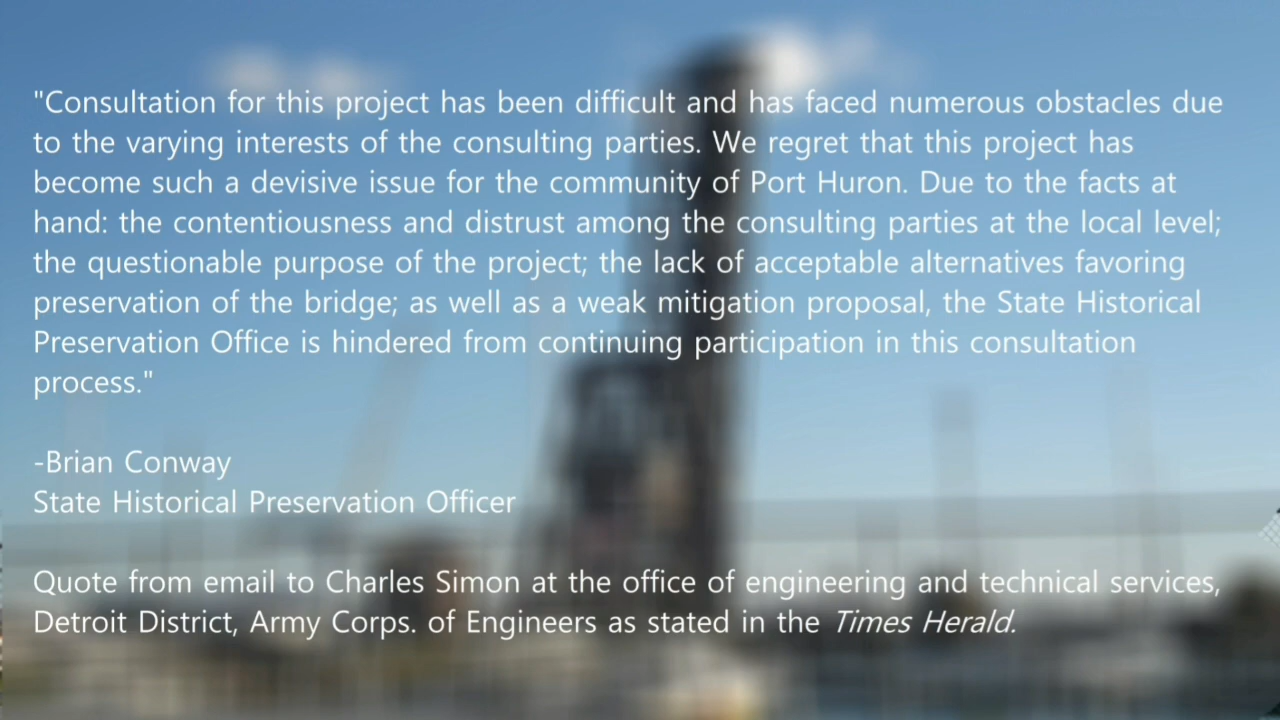 "Consultation for this project has been difficult and has faced numerous obstacles due
to the varying interests of the consulting parties. We regret that this project has
become such a devisive issue for the community of Port Huron. Due to the facts at
hand: the contentiousness and distrust among the consulting parties at the local level;
the questionable purpose of the project; the lack of acceptable alternatives favoring
preservation of the bridge; as well as a weak mitigation proposal, the State Historical
Preservation Office is hindered from continuing participation in this consultation
process."
-Brian Conway
State Historical Preservation Officer
Quote from email to Charles Simon at the office of engineering and technical services,
Detroit District, Army Corps. of Engineers as stated in the Times Herald.